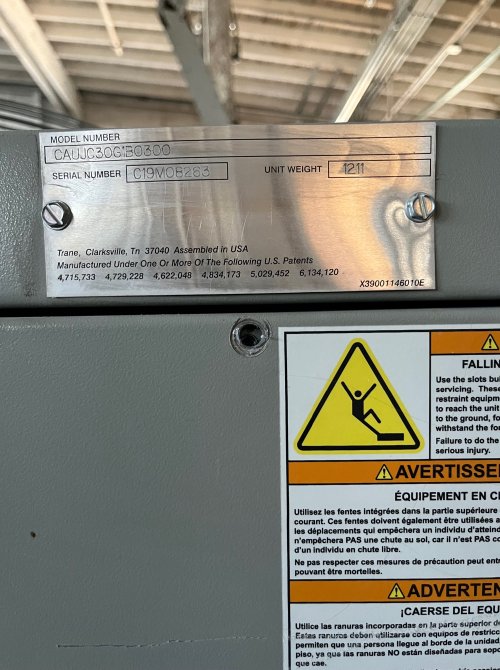 MODEL NUMBER
CAUJC30G1B0300
SERIAL NUMBER C19M08283 UNIT WEIGHT 1211
Trane, Clarksville, Tn 37040 Assembled in USA
Manufactured Under One Or More Of The Following U.S. Patents
4,715,733 4,729,228 4,622,048 4,834,173 5,029,452 6,134,120
X39001146010E
FALLIN
Use the slots bui
servicing. These
restraint equipm
to reach the unit
to the ground, fo
withstand the for
Failure to do the
serious injury.
AVERTISSE
ÉQUIPEMENT EN C
Utilisez les fentes intégrées dans la partie supérieure
courant. Ces fentes doivent également être utilisées a
les déplacements qui empêchera un individu d'atteind
n'empêchera PAS une chute au sol, car il n'est PAS co
d'un individu en chute libre.
Ne pas respecter ces mesures de précaution peut entr
pouvant être mortelles.
ADVERTEN
¡CAERSE DEL EQU
Utilice las ranuras incorporadas en la parte superior de
Estas ranuras deben utilizarse con equipos de restricc
permiten que una persona llegue al borde de la unidad
piso, ya que las ranuras NO están diseñadas para sopo
que cae.